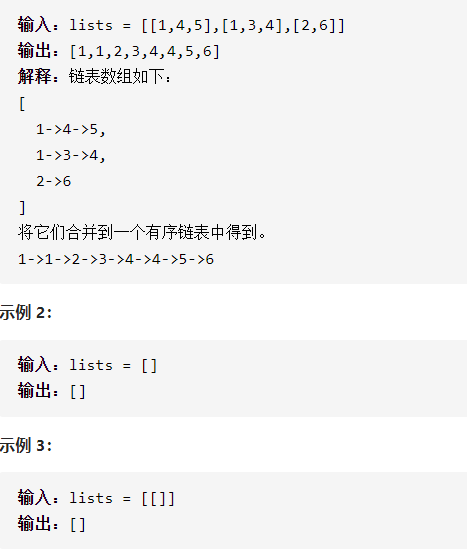 输入：lists = [[1,4,5],[1,3,4],[2,6]]
输出：[1,1,2,3,4,4,5,6]
解释：链表数组如下：
[
  1->4->5,
  1->3->4,
  2->6
]
将它们合并到一个有序链表中得到。
1->1->2->3->4->4->5->6
示例 2：
输入：lists = []
输出：[]
示例 3：
输入：lists = [[]]
输出：[]